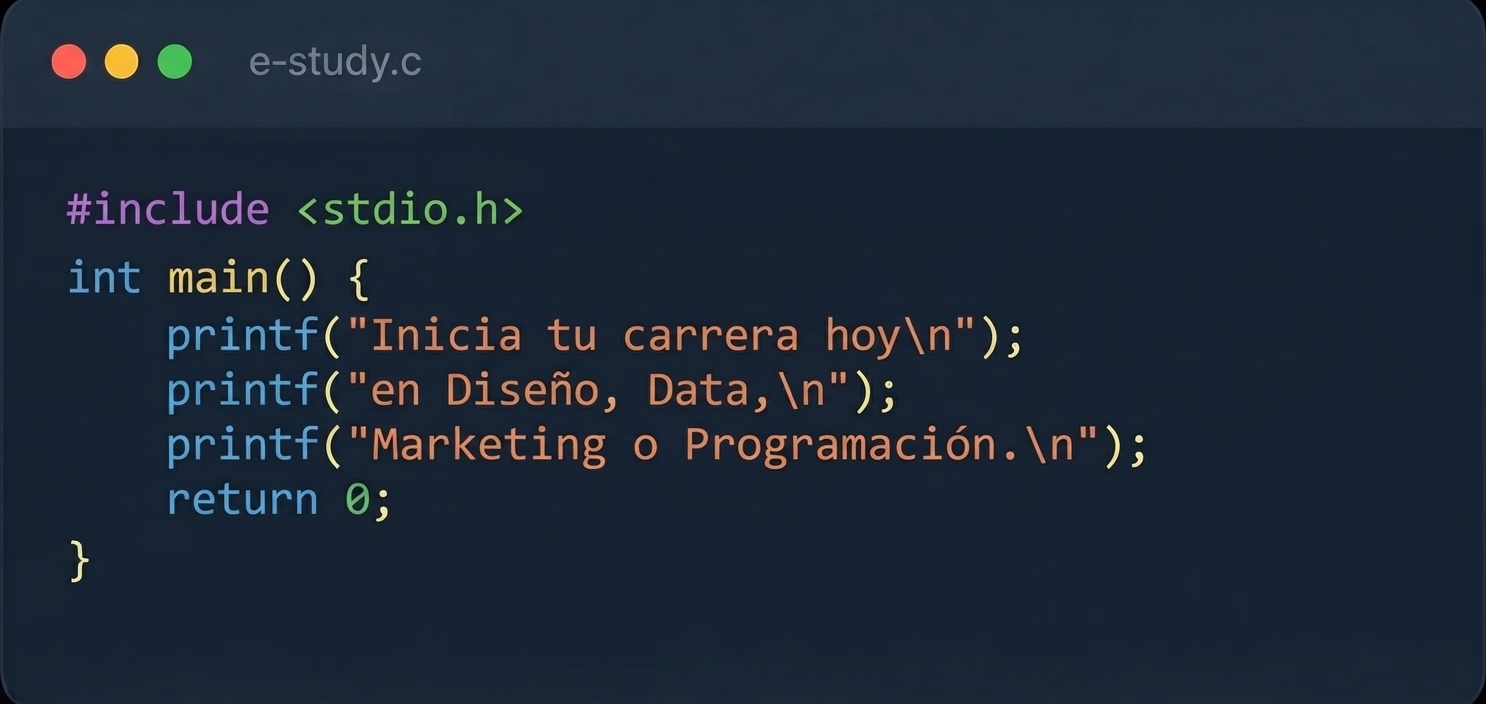 e-study.c
#include <stdio.h>
int main() {
    printf("Inicia tu carrera hoy\n");
    printf("en Diseño, Data,\n");
    printf("Marketing o Programación.\n");
    return 0;
}